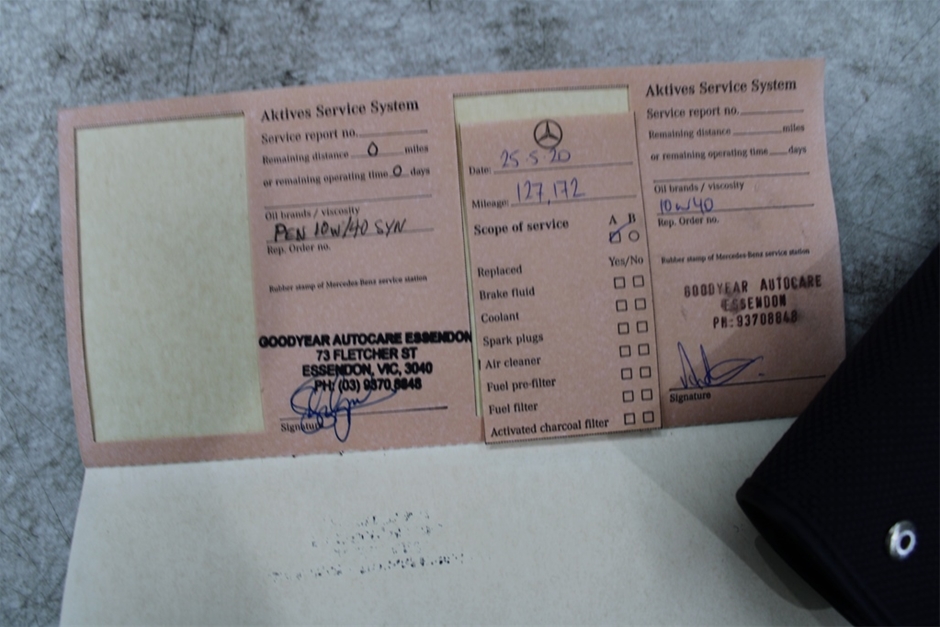 Aktives Service System
Service report no.
Remaining distance 0 miles
or remaining operating time 0 days
Oil brands / viscosity
PEN 10W/40 SYN
Rep. Order no.
Rubber stamp of Mercedes-Benz service station
GOODYEAR AUTOCARE ESSENDON
73 FLETCHER ST
ESSENDON, VIC, 3040
PH: (03) 9370 8848
Signature
Date: 25-5-20
Mileage: 127,172
Scope of service A B
Replaced Yes/No
Brake fluid
Coolant
Spark plugs
Air cleaner
Fuel pre-filter
Fuel filter
Activated charcoal filter
Aktives Service System
Service report no.
Remaining distance miles
or remaining operating time days
Oil brands / viscosity
10w40
Rep. Order no.
Rubber stamp of Mercedes-Benz service station
GOODYEAR AUTOCARE
ESSENDON
PH:93708848
Signature